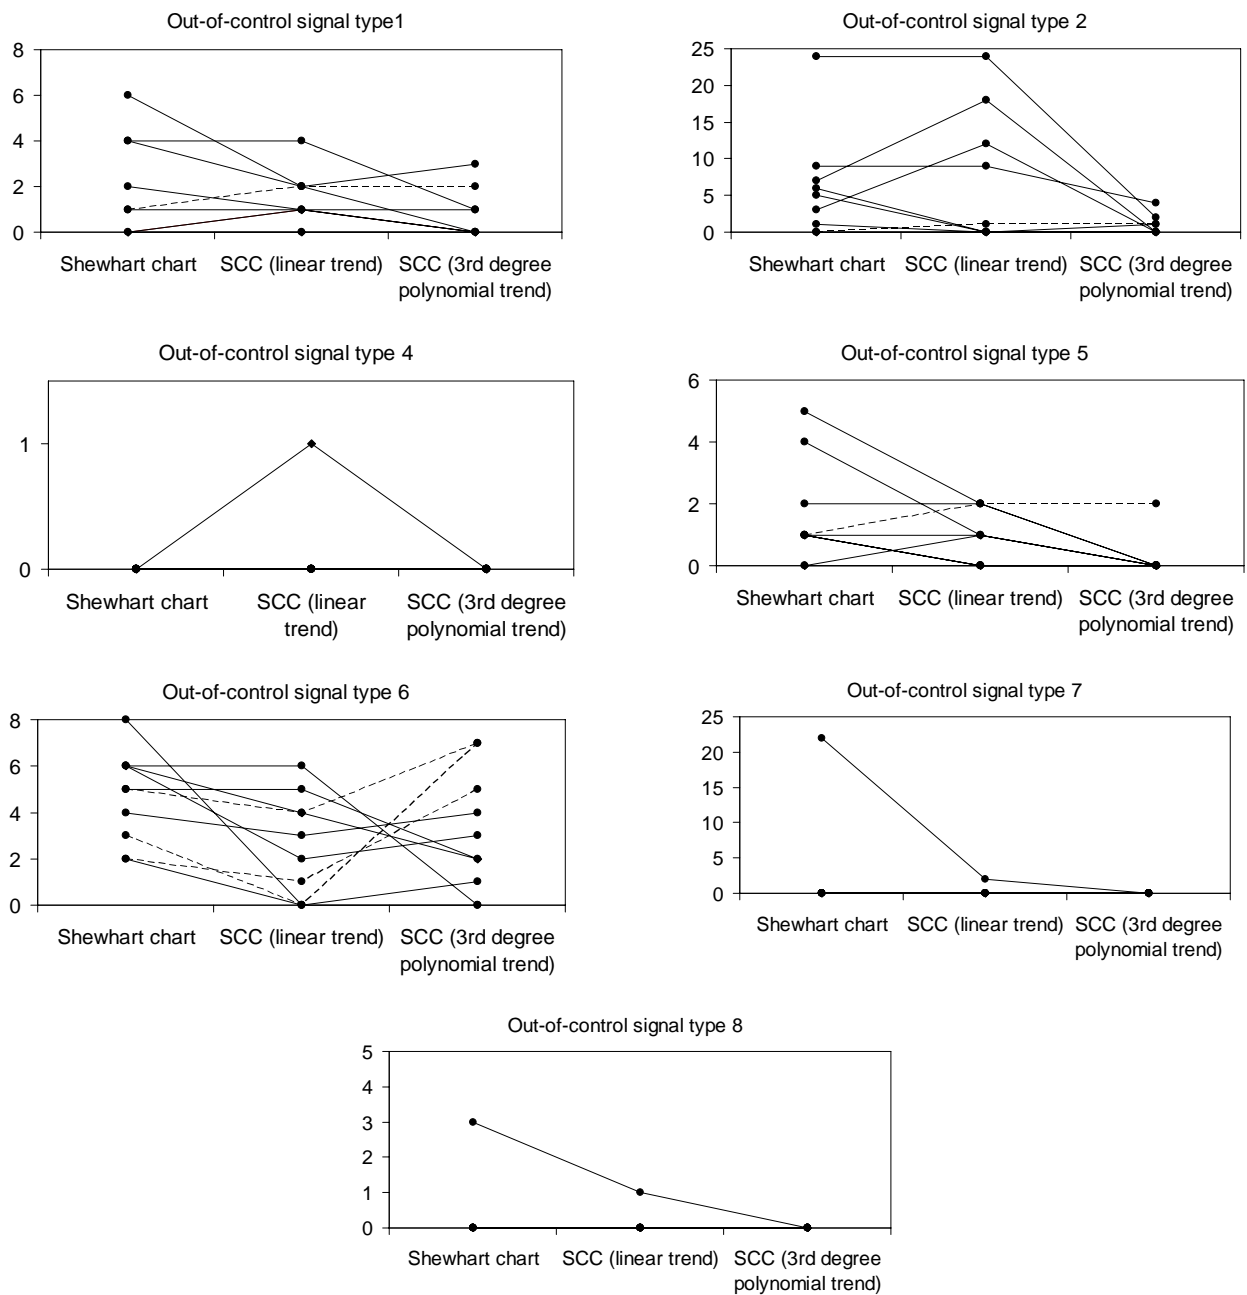 Out-of-control signal type1
8
6
4
2
0
Shewhart chart SCC (linear trend) SCC (3rd degree
polynomial trend)
Out-of-control signal type 2
25
20
15
10
5
0
Shewhart chart SCC (linear trend) SCC (3rd degree
polynomial trend)
Out-of-control signal type 4
1
0
Shewhart chart SCC (linear SCC (3rd degree
trend) polynomial trend)
Out-of-control signal type 5
6
4
2
0
Shewhart chart SCC (linear trend) SCC (3rd degree
polynomial trend)
Out-of-control signal type 6
8
6
4
2
0
Shewhart chart SCC (linear trend) SCC (3rd degree
polynomial trend)
Out-of-control signal type 7
25
20
15
10
5
0
Shewhart chart SCC (linear trend) SCC (3rd degree
polynomial trend)
Out-of-control signal type 8
5
4
3
2
1
0
Shewhart chart SCC (linear trend) SCC (3rd degree
polynomial trend)